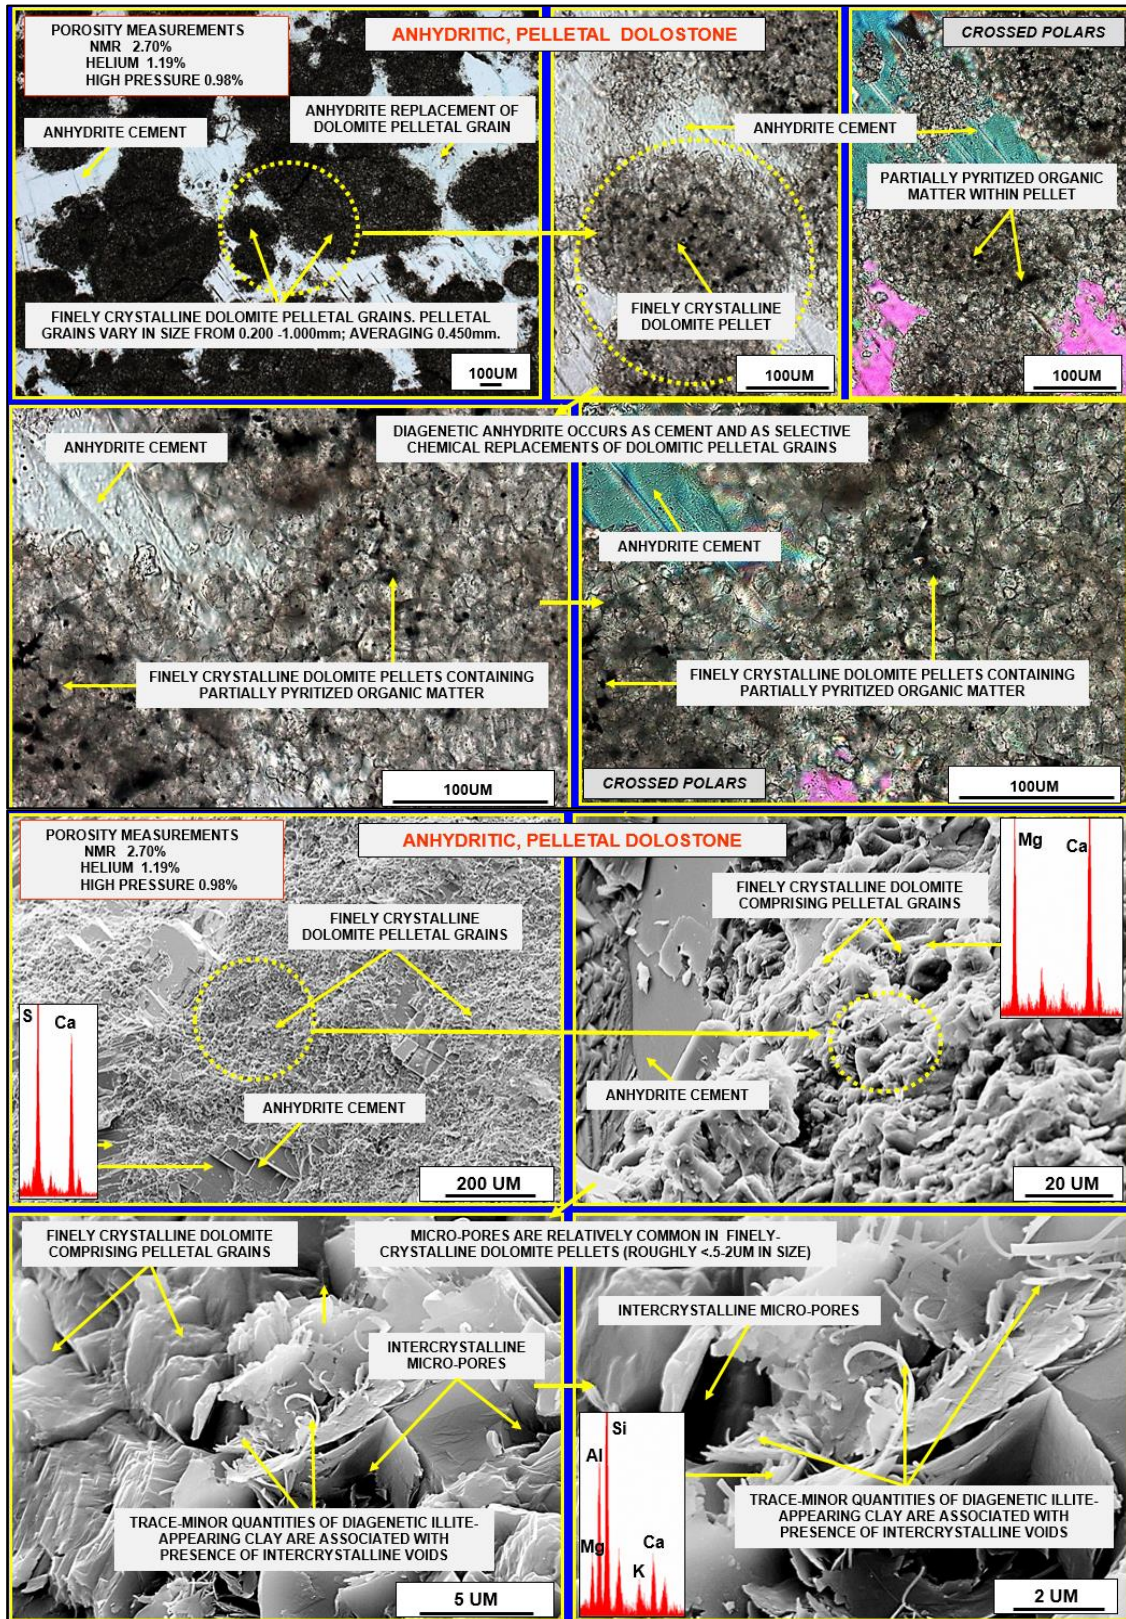 POROSITY MEASUREMENTS
NMR 2.70%
HELIUM 1.19%
HIGH PRESSURE 0.98%
ANHYDRITIC, PELLETAL DOLOSTONE
CROSSED POLARS
ANHYDRITE CEMENT
ANHYDRITE REPLACEMENT OF
DOLOMITE PELLETAL GRAIN
ANHYDRITE CEMENT
PARTIALLY PYRITIZED ORGANIC
MATTER WITHIN PELLET
FINELY CRYSTALLINE DOLOMITE PELLETAL GRAINS. PELLETAL
GRAINS VARY IN SIZE FROM 0.200 -1.000mm; AVERAGING 0.450mm.
FINELY CRYSTALLINE
DOLOMITE PELLET
100UM
100UM
100UM
ANHYDRITE CEMENT
DIAGENETIC ANHYDRITE OCCURS AS CEMENT AND AS SELECTIVE
CHEMICAL REPLACEMENTS OF DOLOMITIC PELLETAL GRAINS
ANHYDRITE CEMENT
FINELY CRYSTALLINE DOLOMITE PELLETS CONTAINING
PARTIALLY PYRITIZED ORGANIC MATTER
FINELY CRYSTALLINE DOLOMITE PELLETS CONTAINING
PARTIALLY PYRITIZED ORGANIC MATTER
100UM
CROSSED POLARS
100UM
POROSITY MEASUREMENTS
NMR 2.70%
HELIUM 1.19%
HIGH PRESSURE 0.98%
ANHYDRITIC, PELLETAL DOLOSTONE
Mg
Ca
FINELY CRYSTALLINE
DOLOMITE PELLETAL GRAINS
FINELY CRYSTALLINE DOLOMITE
COMPRISING PELLETAL GRAINS
S
Ca
ANHYDRITE CEMENT
ANHYDRITE CEMENT
200 UM
20 UM
FINELY CRYSTALLINE DOLOMITE
COMPRISING PELLETAL GRAINS
MICRO-PORES ARE RELATIVELY COMMON IN FINELY-
CRYSTALLINE DOLOMITE PELLETS (ROUGHLY <.5-2UM IN SIZE)
INTERCRYSTALLINE
MICRO-PORES
INTERCRYSTALLINE MICRO-PORES
Si
Al
Mg
K
Ca
TRACE-MINOR QUANTITIES OF DIAGENETIC ILLITE-
APPEARING CLAY ARE ASSOCIATED WITH
PRESENCE OF INTERCRYSTALLINE VOIDS
TRACE-MINOR QUANTITIES OF DIAGENETIC ILLITE-
APPEARING CLAY ARE ASSOCIATED WITH
PRESENCE OF INTERCRYSTALLINE VOIDS
5 UM
2 UM